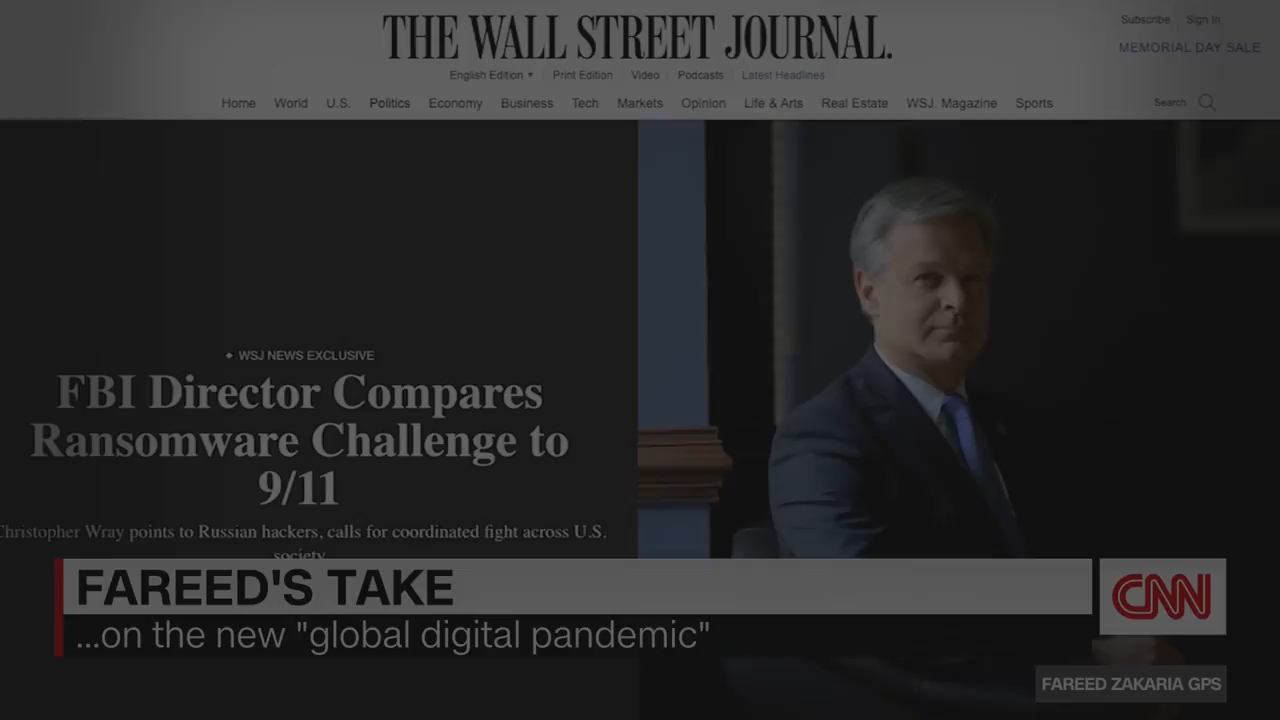 THE WALL STREET JOURNAL.
Subscribe Sign In
MEMORIAL DAY SALE
English Edition Print Edition Video Podcasts Latest Headlines
Home World U.S. Politics Economy Business Tech Markets Opinion Life & Arts Real Estate WSJ. Magazine Sports
Search
WSJ NEWS EXCLUSIVE
FBI Director Compares
Ransomware Challenge to
9/11
Christopher Wray points to Russian hackers, calls for coordinated fight across U.S.
society
FAREED'S TAKE
...on the new "global digital pandemic"
CNN
FAREED ZAKARIA GPS